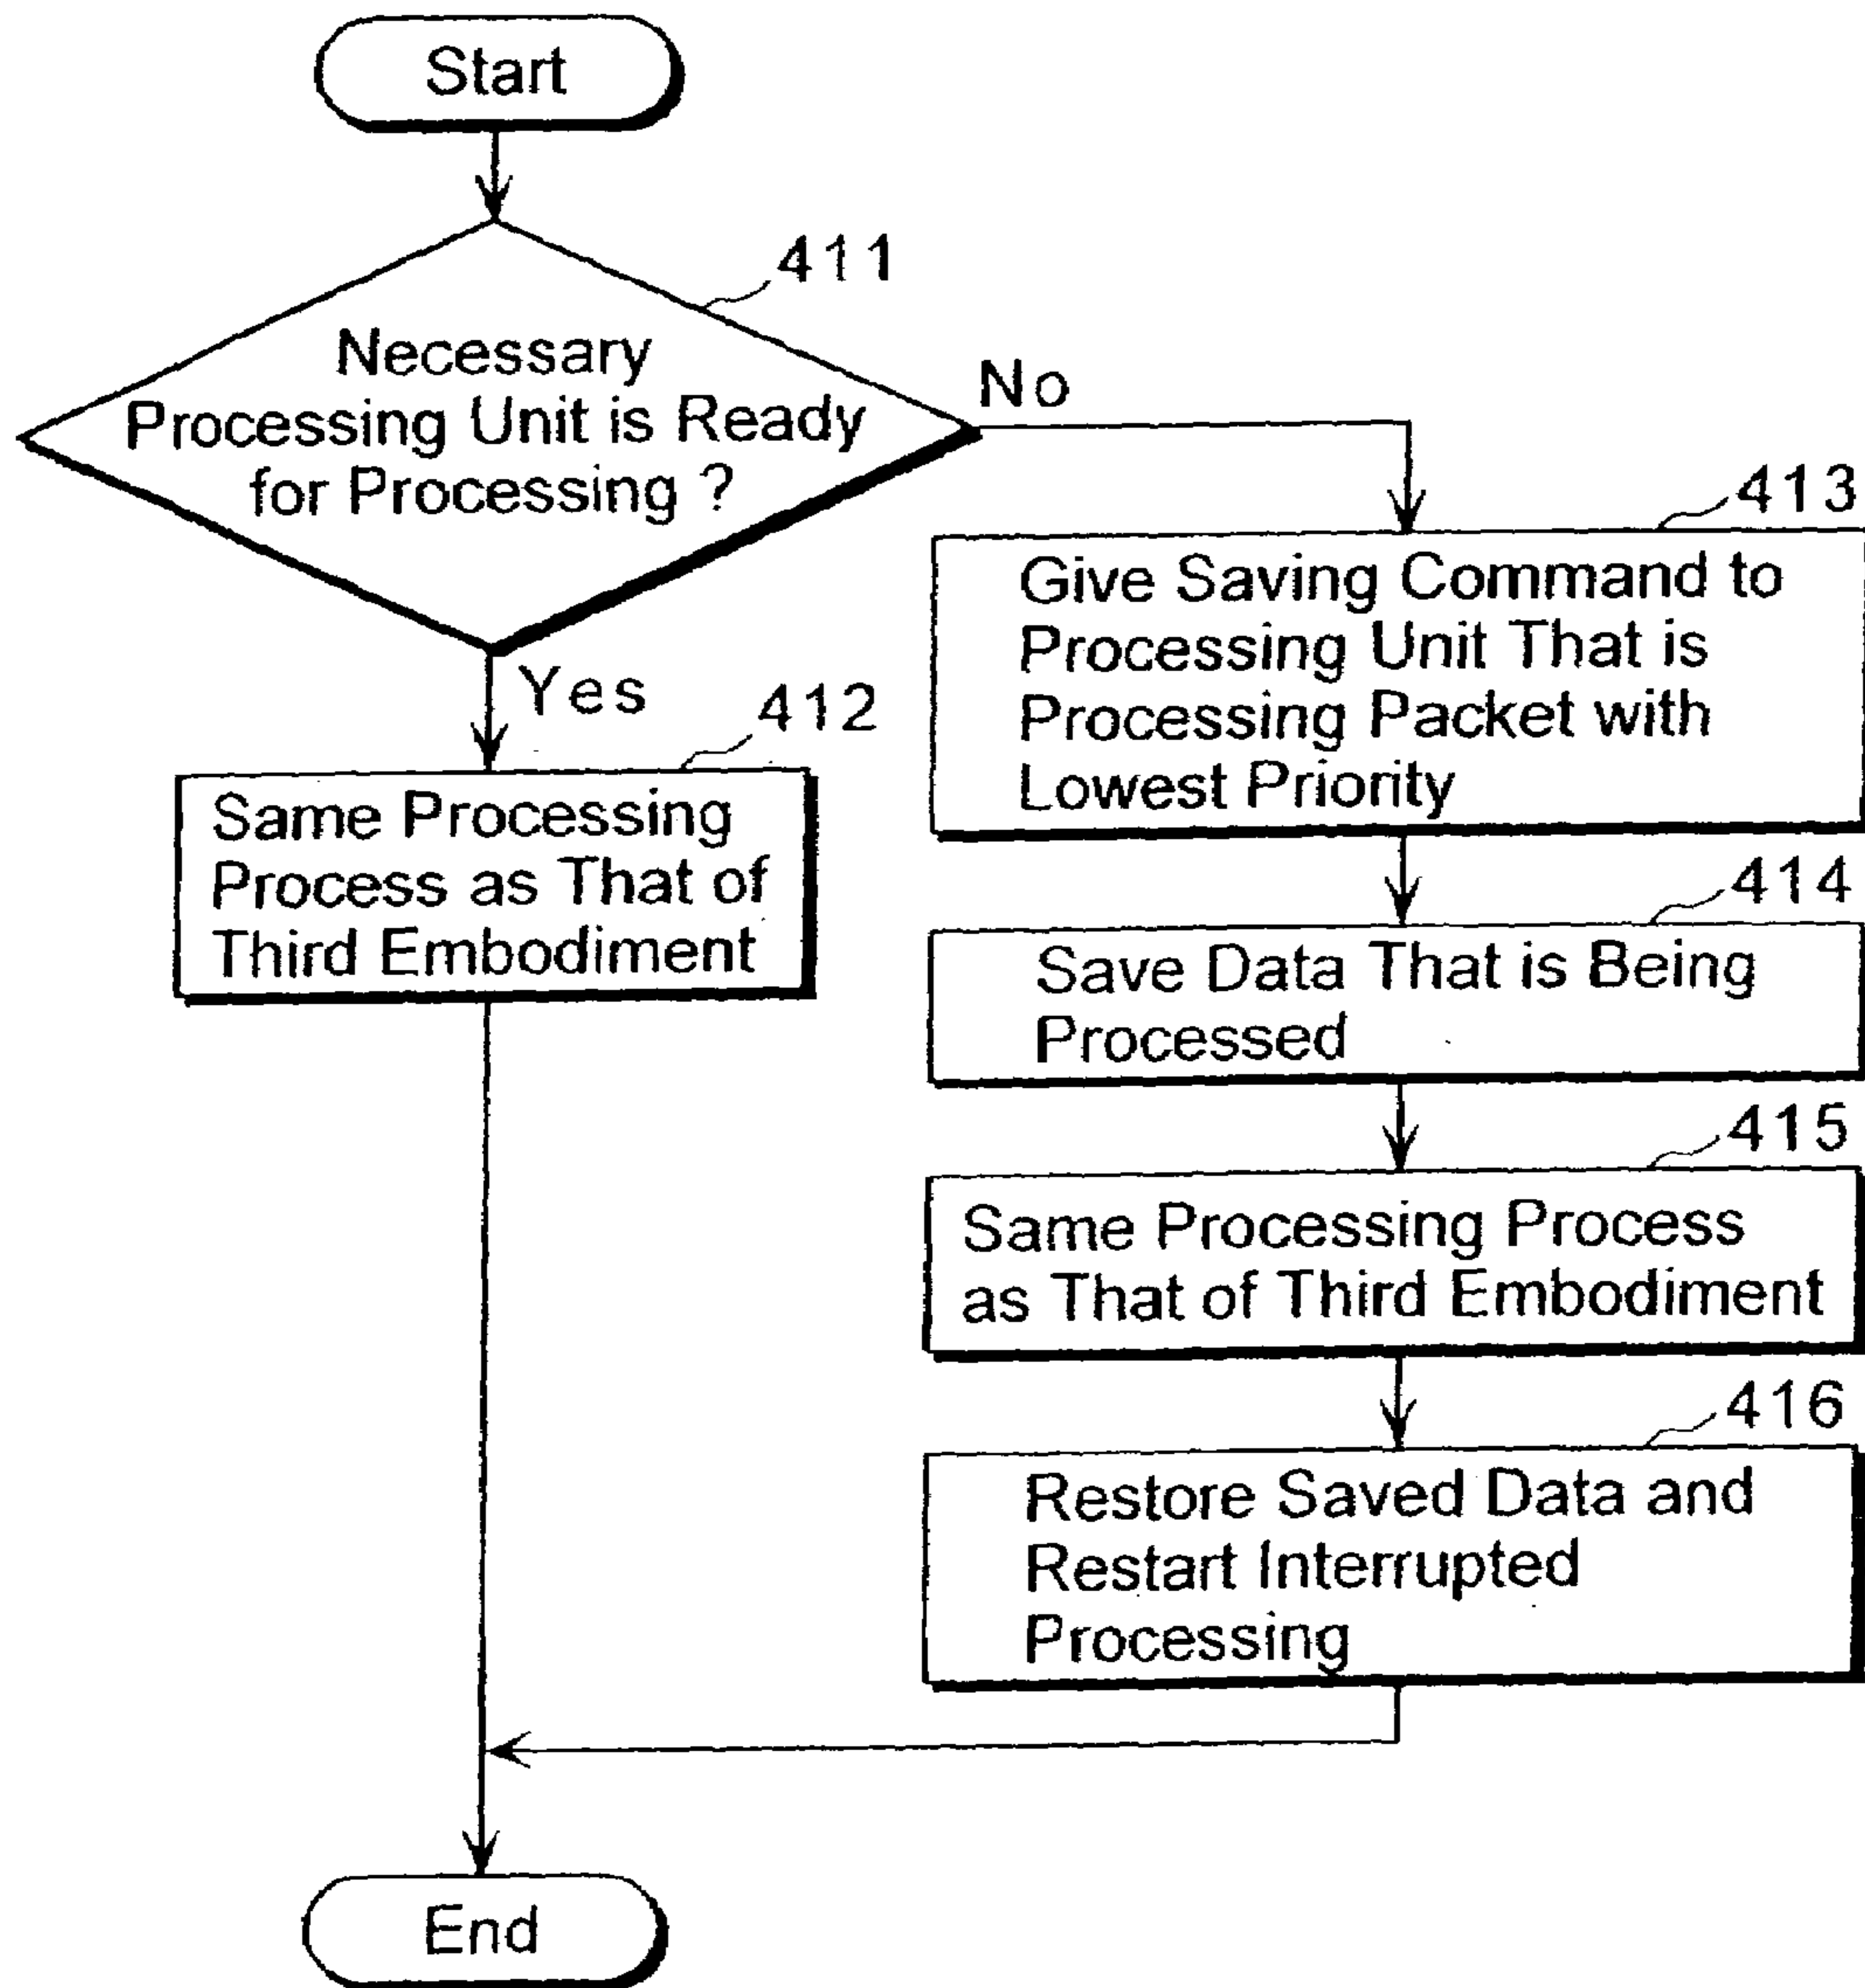 Start
411
Necessary
Processing Unit is Ready
for Processing ?
No
Yes
412
Same Processing
Process as That of
Third Embodiment
413
Give Saving Command to
Processing Unit That is
Processing Packet with
Lowest Priority
414
Save Data That is Being
Processed
415
Same Processing Process
as That of Third Embodiment
416
Restore Saved Data and
Restart Interrupted
Processing
End